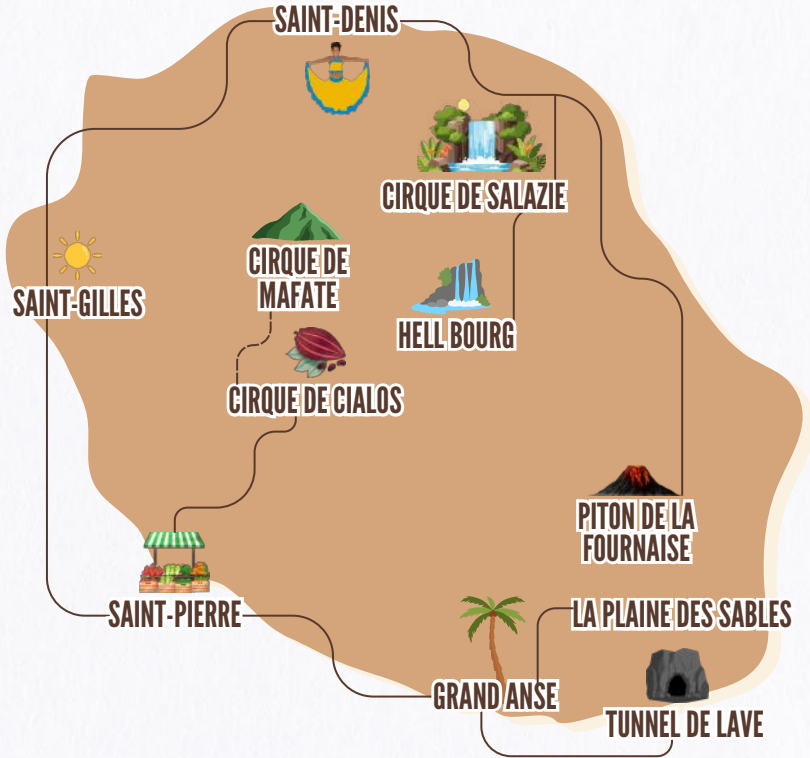 SAINT-DENIS
CIRQUE DE SALAZIE
CIRQUE DE
MAFATE
SAINT-GILLES
HELL BOURG
CIRQUE DE CIALOS
PITON DE LA
FOURNAISE
SAINT-PIERRE
LA PLAINE DES SABLES
GRAND ANSE
TUNNEL DE LAVE